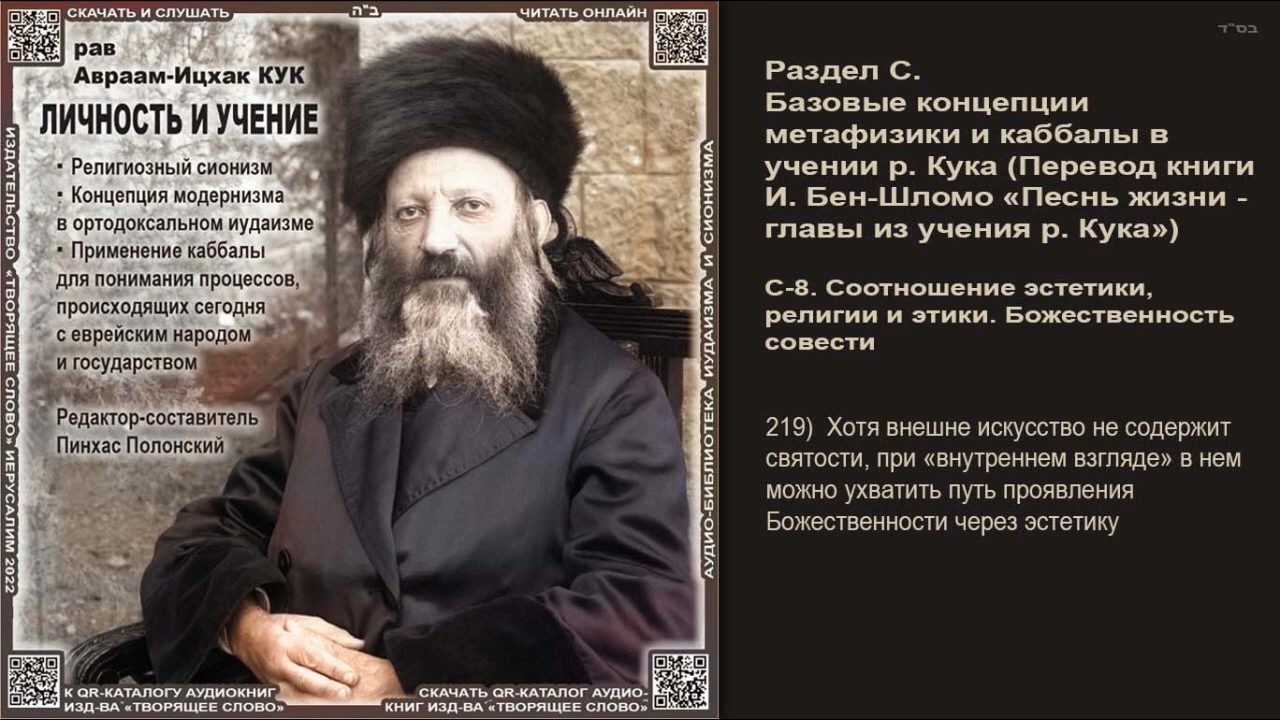 СКАЧАТЬ И СЛУШАТЬ
ב"ה
ЧИТАТЬ ОНЛАЙН
рав
Авраам-Ицхак КУК
ЛИЧНОСТЬ И УЧЕНИЕ
· Религиозный сионизм
· Концепция модернизма
в ортодоксальном иудаизме
· Применение каббалы
для понимания процессов,
происходящих сегодня
с еврейским народом
и государством
Редактор-составитель
Пинхас Полонский
ИЗДАТЕЛЬСТВО «ТВОРЯЩЕЕ СЛОВО» ИЕРУСАЛИМ 2022
АУДИО-БИБЛИОТЕКА ИУДАИЗМА И СИОНИЗМА
К QR-КАТАЛОГУ АУДИОКНИГ
ИЗД-ВА «ТВОРЯЩЕЕ СЛОВО»
СКАЧАТЬ QR-КАТАЛОГ АУДИО-
КНИГ ИЗД-ВА «ТВОРЯЩЕЕ СЛОВО»
בס"ד
Раздел С.
Базовые концепции
метафизики и каббалы в
учении р. Кука (Перевод книги
И. Бен-Шломо «Песнь жизни -
главы из учения р. Кука»)
С-8. Соотношение эстетики,
религии и этики. Божественность
совести
219) Хотя внешне искусство не содержит
святости, при «внутреннем взгляде» в нем
можно ухватить путь проявления
Божественности через эстетику